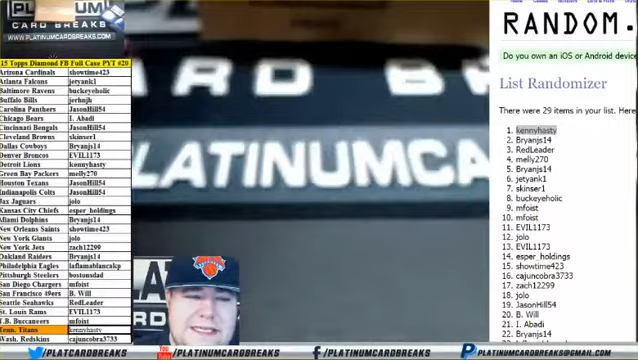 PL UM
CARD BREAKS
WWW.PLATINUMCARDBREAKS.COM
15 Topps Diamond FB Full Case PYT #20
Arizona Cardinals showtime423
Atlanta Falcons jetyank1
Baltimore Ravens buckeyeholic
Buffalo Bills jerhnjh
Carolina Panthers JasonHill54
Chicago Bears I. Abadi
Cincinnati Bengals JasonHill54
Cleveland Browns skinser1
Dallas Cowboys Bryanjs14
Denver Broncos EVIL1173
Detroit Lions kennyhasty
Green Bay Packers melly270
Houston Texans JasonHill54
Indianapolis Colts JasonHill54
Jax Jaguars jolo
Kansas City Chiefs esper_holdings
Miami Dolphins Bryanjs14
New Orleans Saints showtime423
New York Giants jolo
New York Jets zach12299
Oakland Raiders Bryanjs14
Philadelphia Eagles laflamablancakp
Pittsburgh Steelers bostonsdad
San Diego Chargers mfoist
San Francisco 49ers B. Will
Seattle Seahawks RedLeader
St. Louis Rams EVIL1173
T.B. Buccaneers mfoist
Tenn. Titans kennyhasty
Wash. Redskins cajuncobra3733
ARD BR
LATINUMCA
RANDOM.
Do you own an iOS or Android device
List Randomizer
There were 29 items in your list. Here
1. kennyhasty
2. Bryanjs14
3. RedLeader
4. melly270
5. Bryanjs14
6. jetyank1
7. skinser1
8. buckeyeholic
9. mfoist
10. mfoist
11. EVIL1173
12. jolo
13. EVIL1173
14. esper_holdings
15. showtime423
16. cajuncobra3733
17. zach12299
18. jolo
19. JasonHill54
20. B. Will
21. I. Abadi
22. Bryanjs14
/PLATCARDBREAKS
/PLATINUMCARDBREAKS
/PLATINUMCARDBREAKS
PLATINUMCARDBREAKS@GMAIL.COM